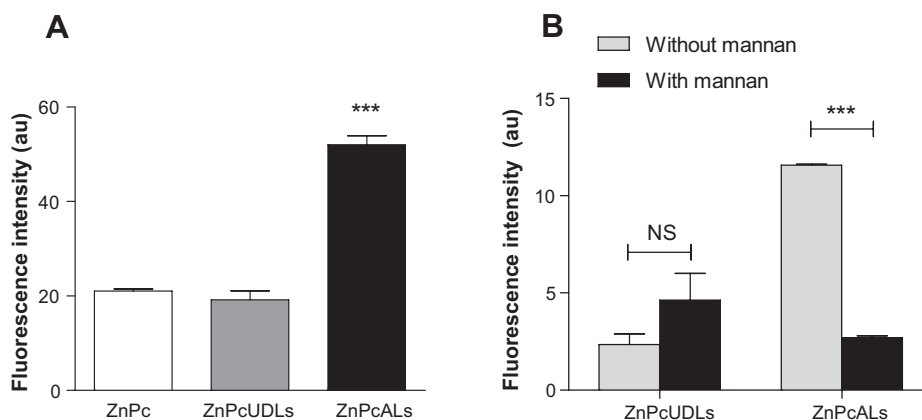 A
Fluorescence intensity (au)
60
40
20
0
***
ZnPc
ZnPcUDLs
ZnPcALs
B
Without mannan
With mannan
Fluorescence intensity (au)
15
10
5
0
NS
***
ZnPcUDLs
ZnPcALs